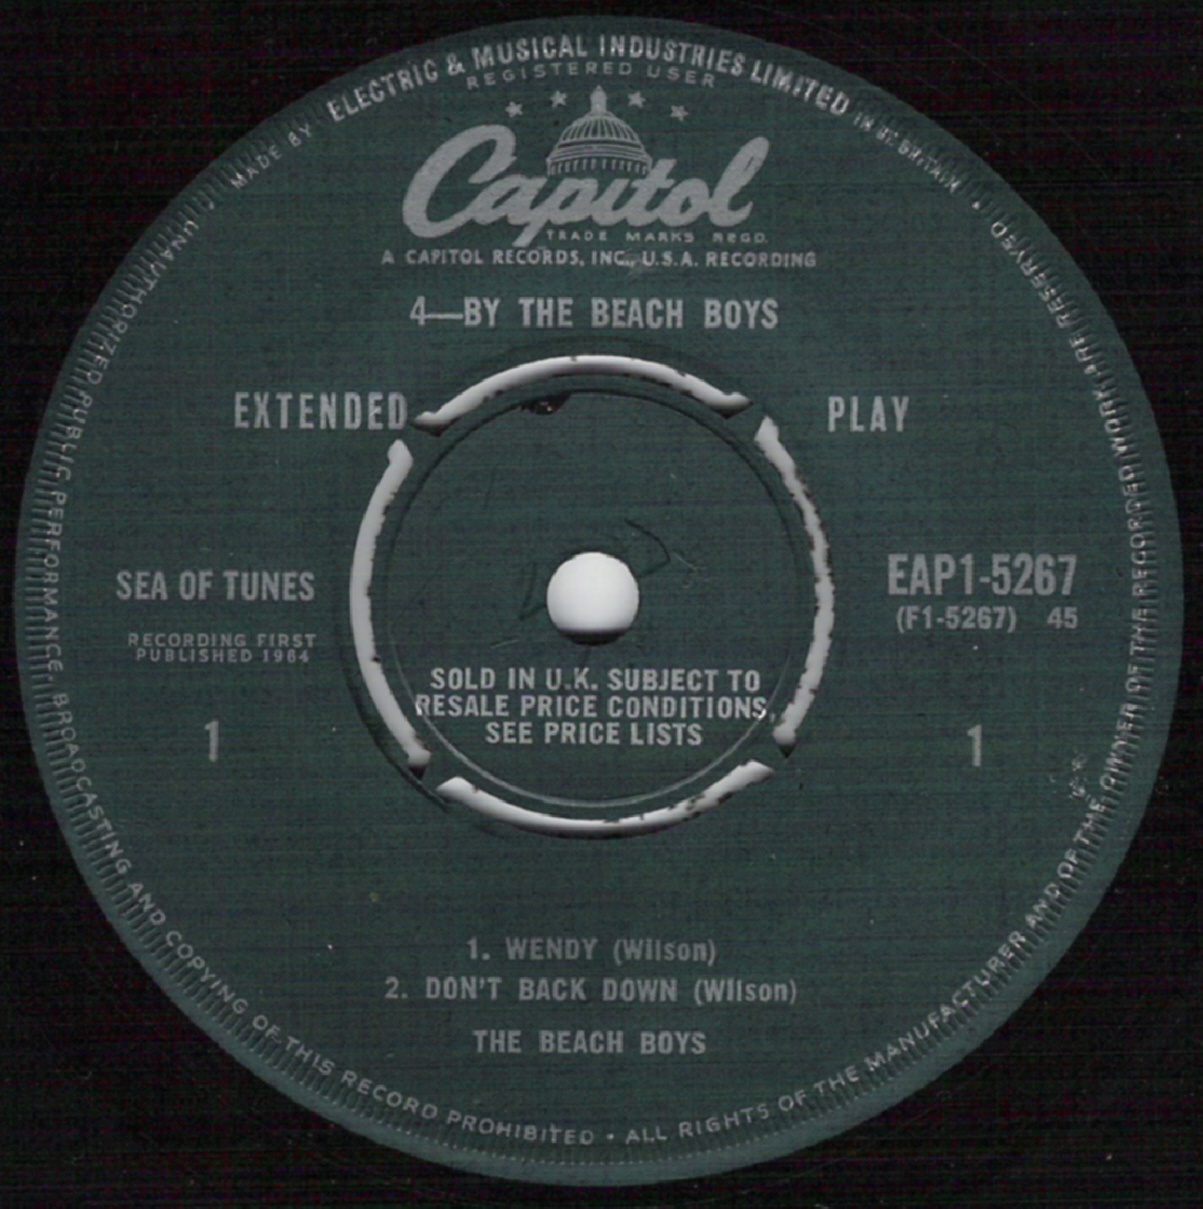 MADE BY ELECTRIC & MUSICAL INDUSTRIES LIMITED IN GT. BRITAIN
REGISTERED USER
Capitol
TRADE MARKS REGD.
A CAPITOL RECORDS, INC., U.S.A. RECORDING
4—BY THE BEACH BOYS
EXTENDED PLAY
SEA OF TUNES
RECORDING FIRST
PUBLISHED 1964
1
EAP1-5267
(F1-5267) 45
1
SOLD IN U.K. SUBJECT TO
RESALE PRICE CONDITIONS,
SEE PRICE LISTS
1. WENDY (Wilson)
2. DON'T BACK DOWN (Wilson)
THE BEACH BOYS
UNAUTHORIZED PUBLIC PERFORMANCE, BROADCASTING AND COPYING OF THIS RECORD PROHIBITED • ALL RIGHTS OF THE MANUFACTURER AND OF THE OWNER OF THE RECORDED WORK ARE RESERVED